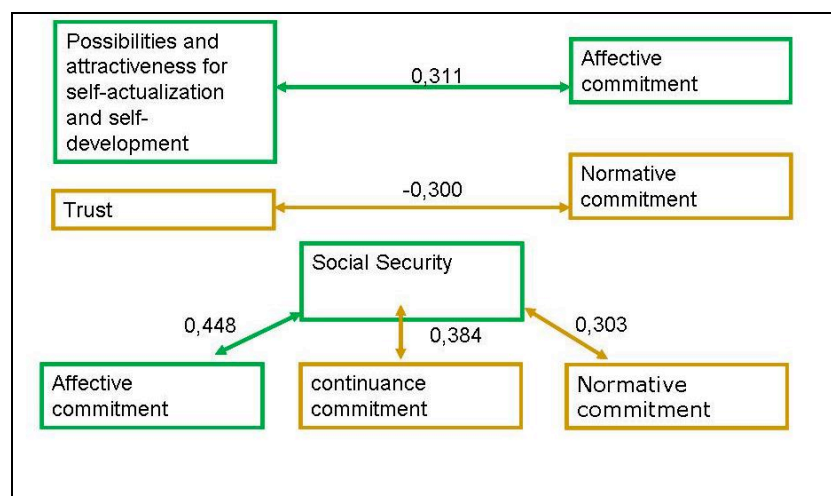 Possibilities and
attractiveness for
self-actualization
and self-
development
0,311
Affective
commitment
Trust
-0,300
Normative
commitment
Social Security
0,448
0,384
0,303
Affective
commitment
continuance
commitment
Normative
commitment